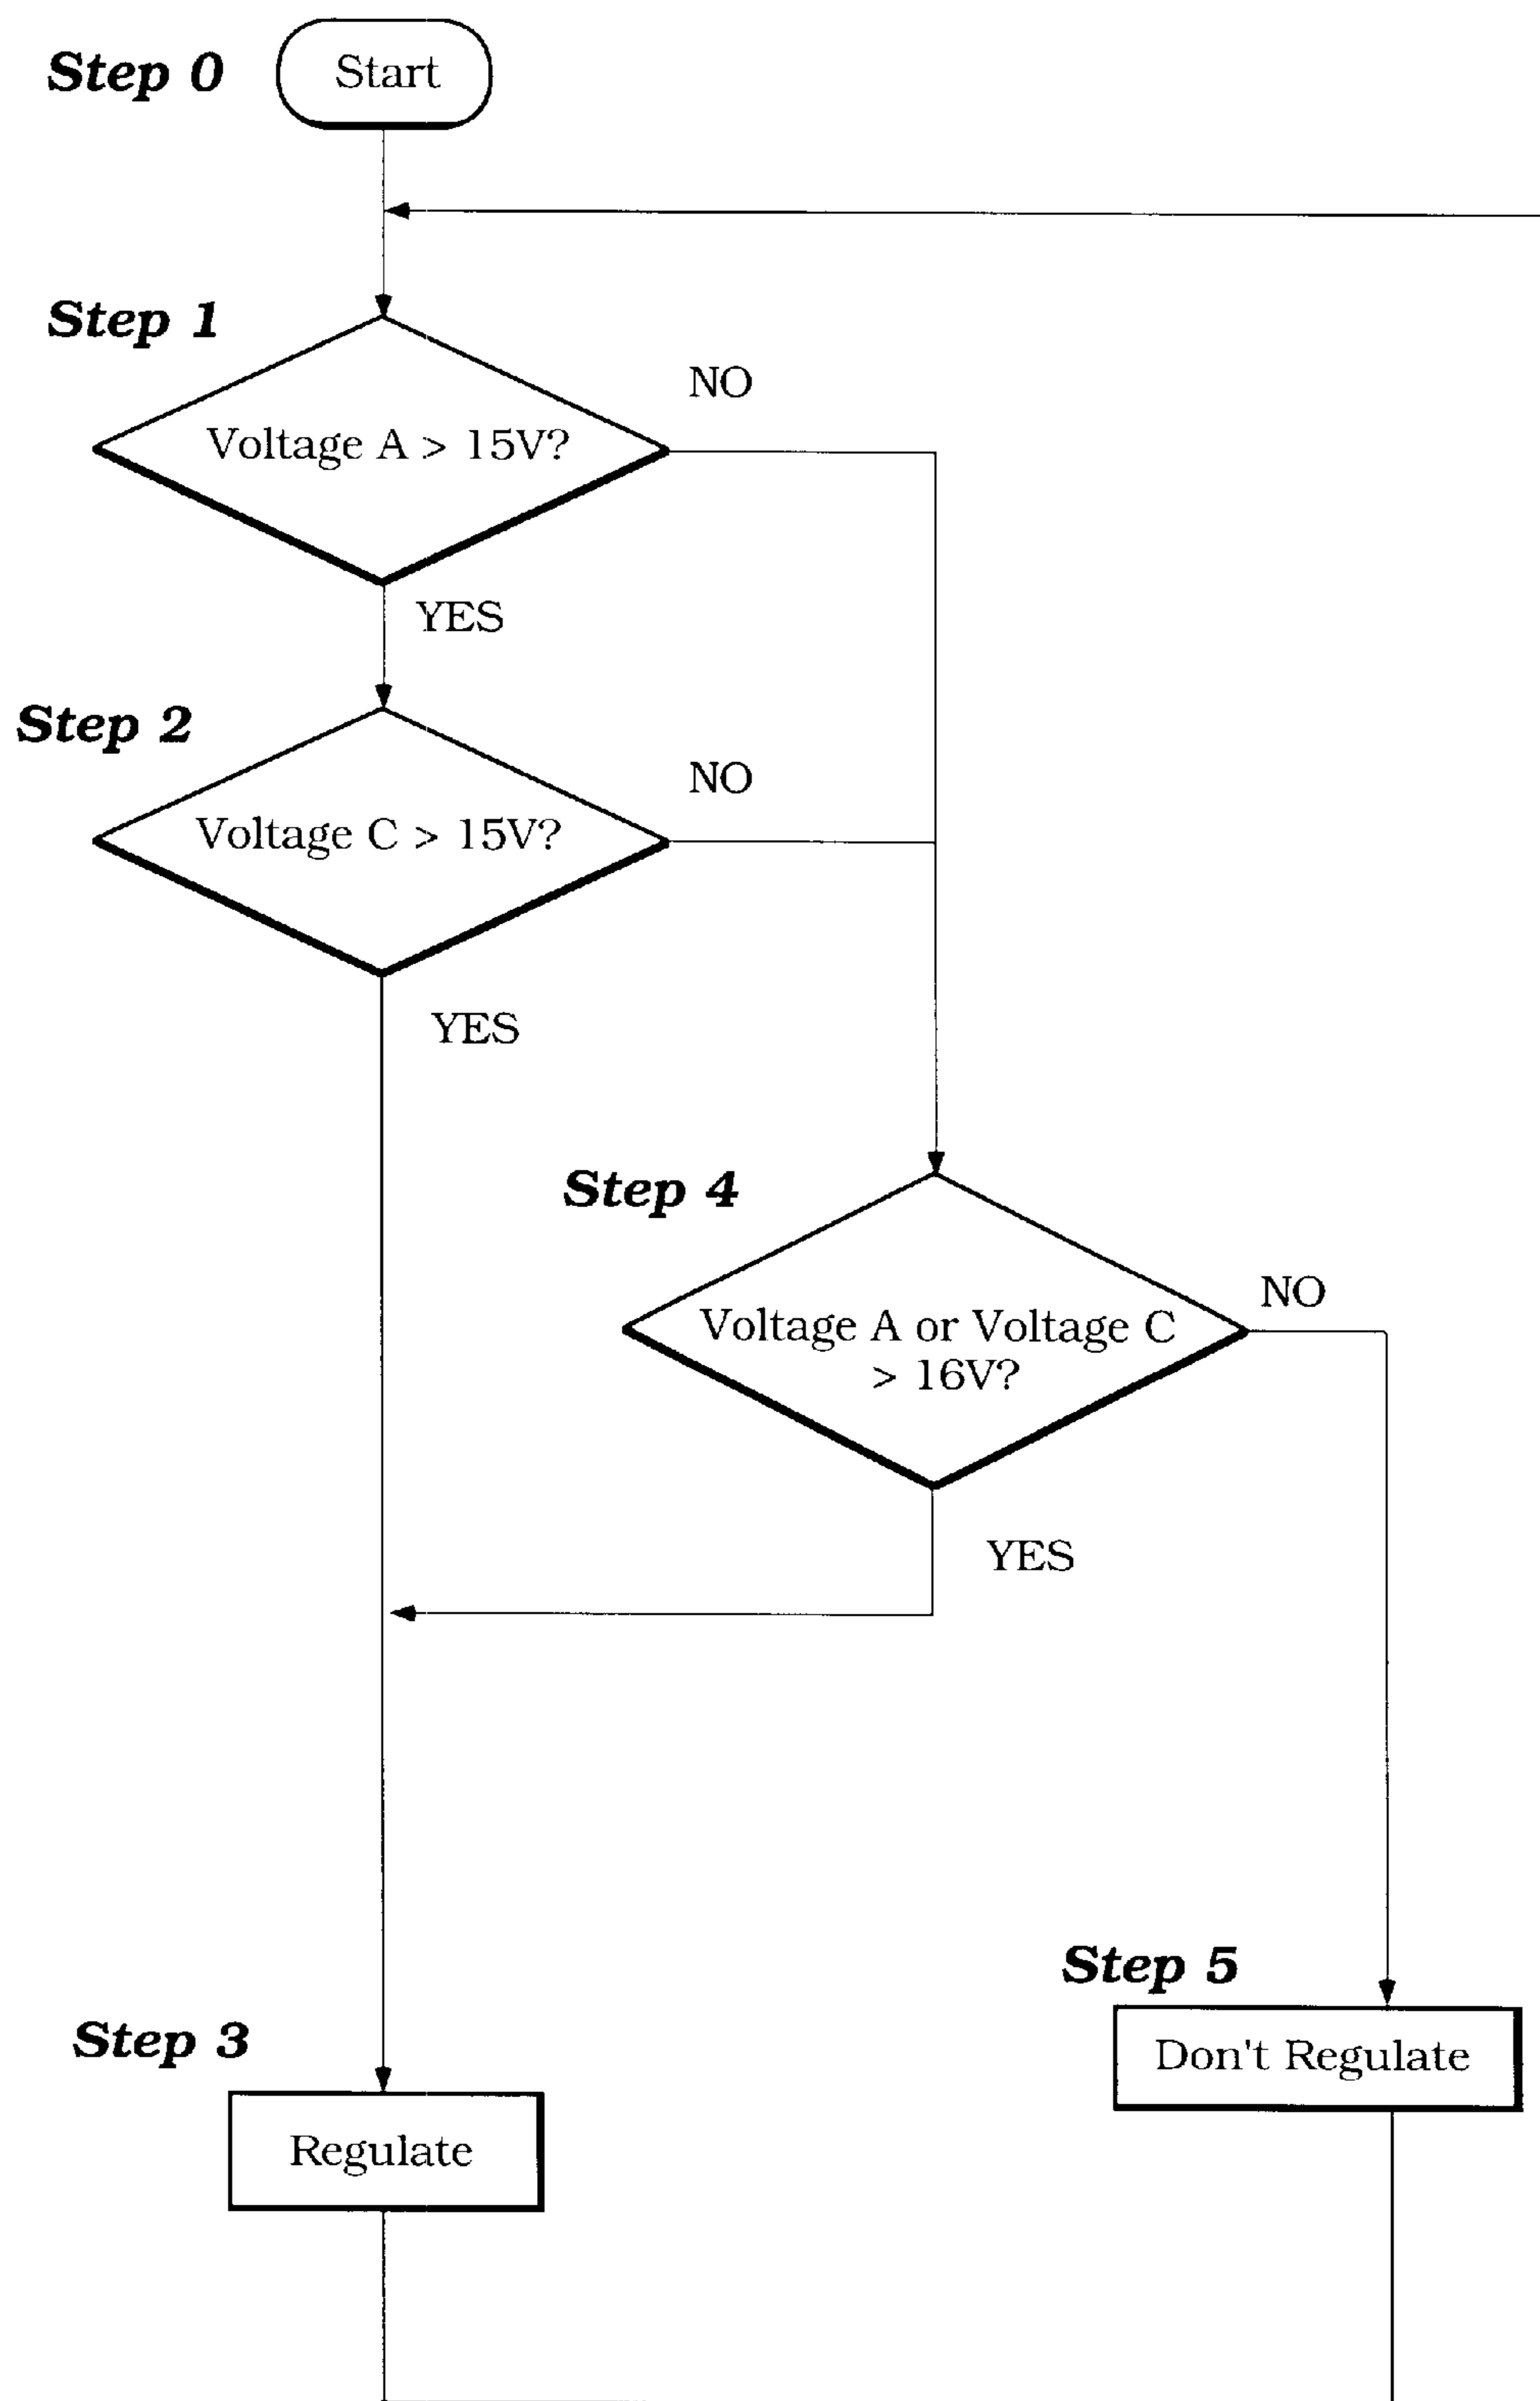 Step 0
Start
Step 1
NO
Voltage A > 15V?
YES
Step 2
NO
Voltage C > 15V?
YES
Step 4
NO
Voltage A or Voltage C
> 16V?
YES
Step 5
Don't Regulate
Step 3
Regulate